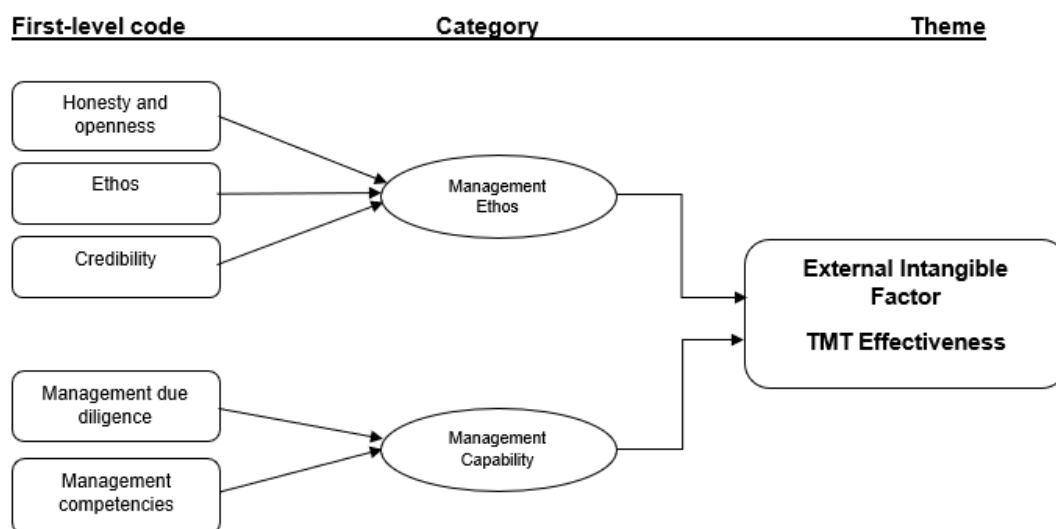 First-level code Category Theme
Honesty and
openness
Ethos
Credibility
Management
Ethos
Management due
diligence
Management
competencies
Management
Capability
External Intangible
Factor
TMT Effectiveness